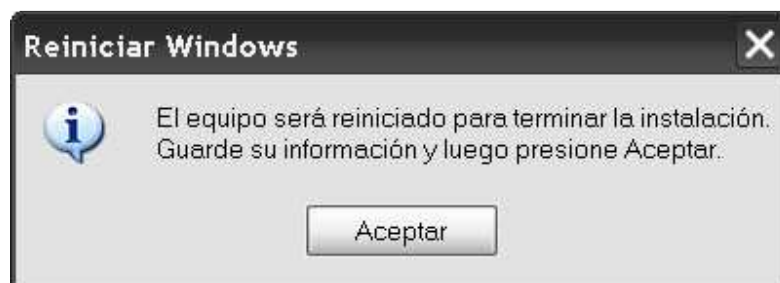 Reiniciar Windows
El equipo será reiniciado para terminar la instalación.
Guarde su información y luego presione Aceptar.
Aceptar